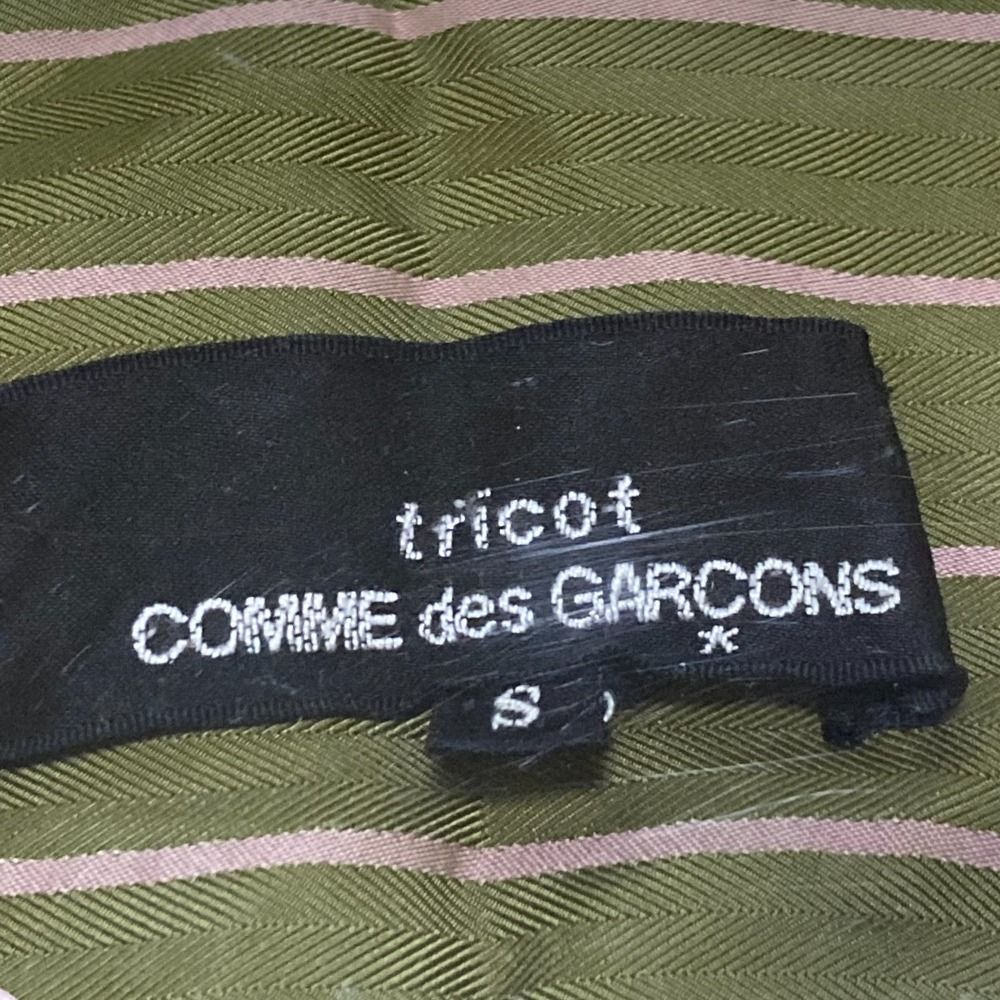 tricot
COMME des GARCONS
*
S